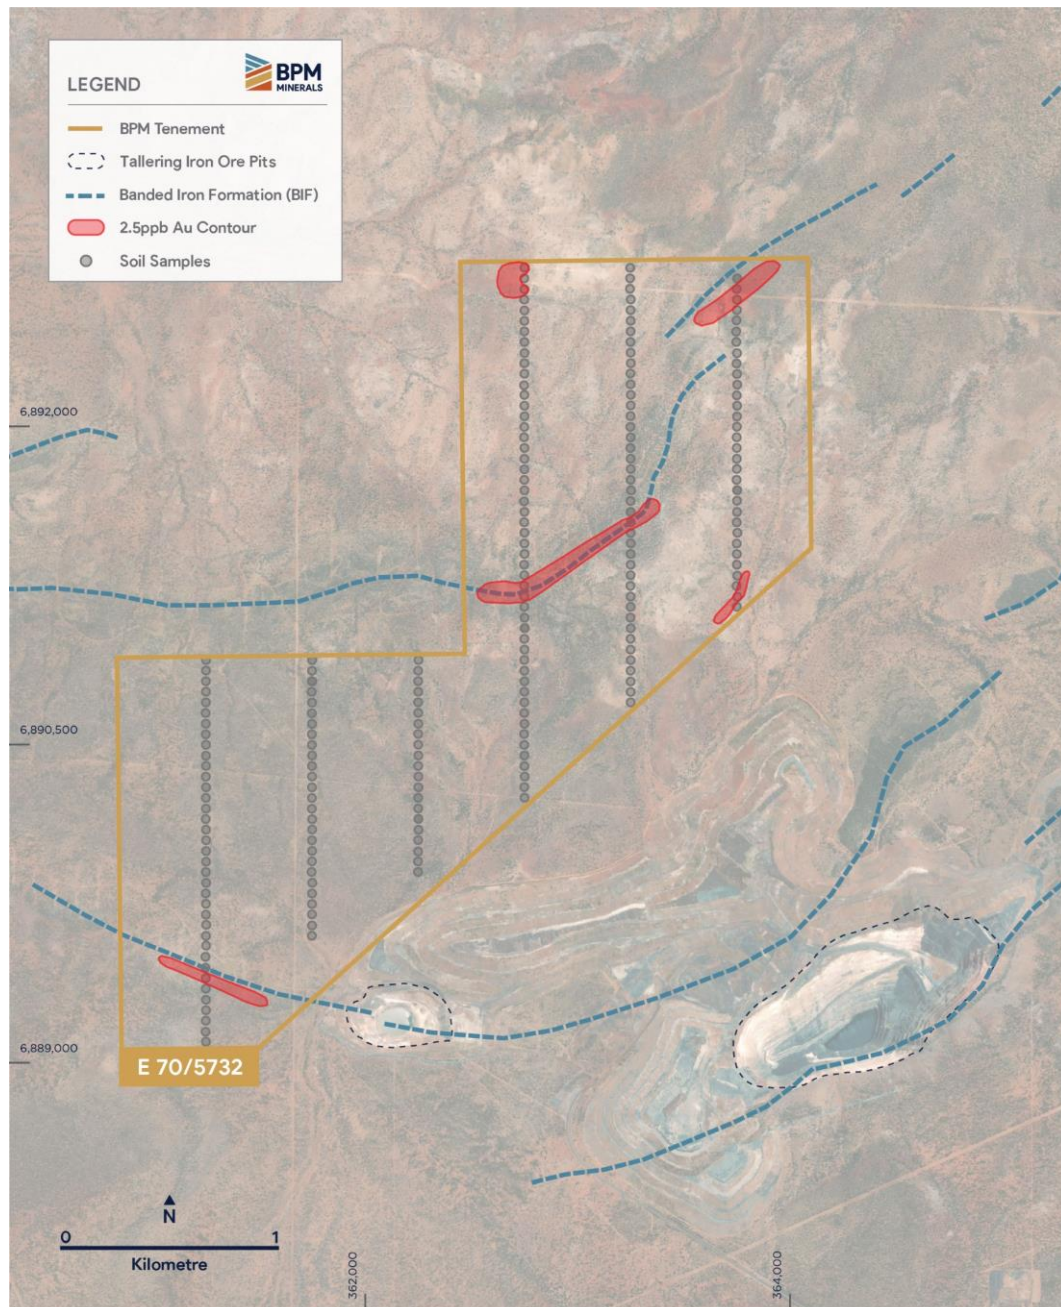 LEGEND
BPM
MINERALS
BPM Tenement
Tallering Iron Ore Pits
Banded Iron Formation (BIF)
2.5ppb Au Contour
Soil Samples
6,892,000
6,890,500
6,889,000
E 70/5732
N
0 1
Kilometre
362,000
364,000